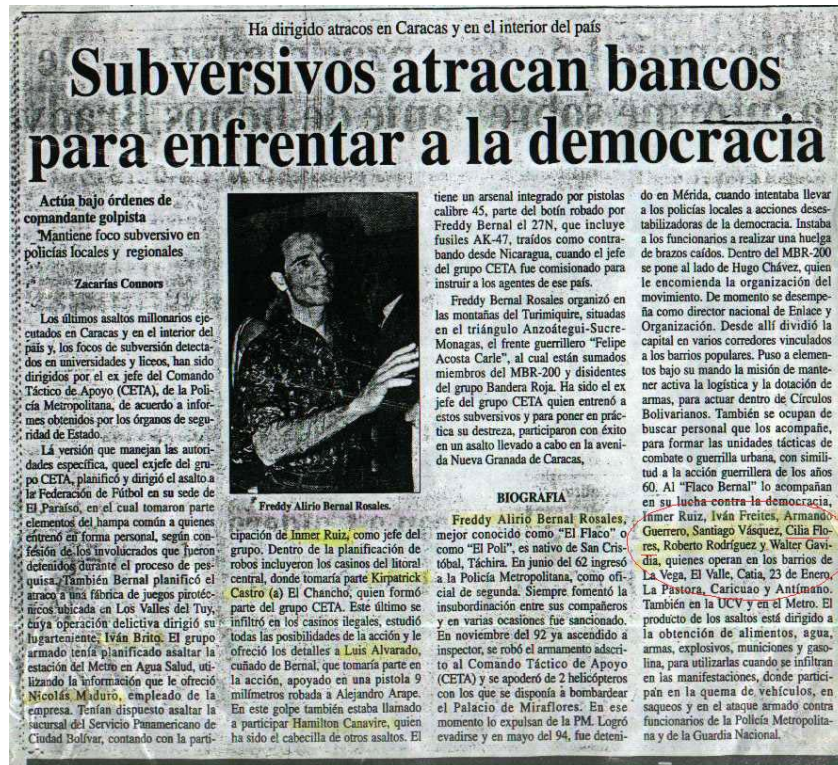 Ha dirigido atracos en Caracas y en el interior del país
Subversivos atracan bancos
para enfrentar a la democracia
Actúa bajo órdenes de
comandante golpista
Mantiene foco subversivo en
policías locales y regionales
Zacarías Connors
Los últimos asaltos millonarios eje-
cutados en Caracas y en el interior del
país y, los focos de subversión detecta-
dos en universidades y liceos, han sido
dirigidos por el ex jefe del Comando
Táctico de Apoyo (CETA), de la Poli-
cía Metropolitana, de acuerdo a infor-
mes obtenidos por los órganos de segu-
ridad de Estado.
Lá versión que manejan las autori-
dades específica, queel exjefe del gru-
po CETA, planificó y dirigió el asalto a
la Federación de Fútbol en su sede de
El Paraíso, en el cual tomaron parte
elementos del hampa común a quienes
entrenó en forma personal, según con-
fesión de los involucrados que fueron
detenidos durante el proceso de pes-
quisa. También Bernal planificó el
atraco a una fábrica de juegos pirotéc-
nicos ubicada en Los Valles del Tuy,
cuya operación delictiva dirigió su
lugarteniente, Iván Brito. El grupo
armado tenía planificado asaltar la
estación del Metro en Agua Salud, uti-
lizando la información que le ofreció
Nicolás Maduro, empleado de la
empresa. Tenían dispuesto asaltar la
sucursal del Servicio Panamericano de
Ciudad Bolívar, contando con la parti-
Freddy Alirio Bernal Rosales.
cipación de Inmer Ruiz, como jefe del
grupo. Dentro de la planificación de
robos incluyeron los casinos del litoral
central, donde tomaría parte Kirpatrick
Castro (a) El Chancho, quien formó
parte del grupo CETA. Este último se
infiltró en los casinos ilegales, estudió
todas las posibilidades de la acción y le
ofreció los detalles a Luis Alvarado,
cuñado de Bernal, que tomaría parte en
la acción, apoyado en una pistola 9
milímetros robada a Alejandro Arape.
En este golpe también estaba llamado
a participar Hamilton Canavire, quien
ha sido el cabecilla de otros asaltos. El
tiene un arsenal integrado por pistolas
calibre 45, parte del botín robado por
Freddy Bernal el 27N, que incluye
fusiles AK-47, traídos como contra-
bando desde Nicaragua, cuando el jefe
del grupo CETA fue comisionado para
instruir a los agentes de ese país.
Freddy Bernal Rosales organizó en
las montañas del Turimiquire, situadas
en el triángulo Anzoátegui-Sucre-
Monagas, el frente guerrillero "Felipe
Acosta Carle", al cual están sumados
miembros del MBR-200 y disidentes
del grupo Bandera Roja. Ha sido el ex
jefe del grupo CETA quien entrenó a
estos subversivos y para poner en prác-
tica su destreza, participaron con éxito
en un asalto llevado a cabo en la aveni-
da Nueva Granada de Caracas,
BIOGRAFIA
Freddy Alirio Bernal Rosales,
mejor conocido como "El Flaco" o
como "El Poli", es nativo de San Cris-
tóbal, Táchira. En junio del 62 ingresó
a la Policía Metropolitana, como ofi-
cial de segunda. Siempre fomentó la
insubordinación entre sus compañeros
y en varias ocasiones fue sancionado.
En noviembre del 92 ya ascendido a
inspector, se robó el armamento adscri-
to al Comando Táctico de Apoyo
(CETA) y se apoderó de 2 helicópteros
con los que se disponía a bombardear
el Palacio de Miraflores. En ese
momento lo expulsan de la PM. Logró
evadirse y en mayo del 94, fue deteni-
do en Mérida, cuando intentaba llevar
a los policías locales a acciones deses-
tabilizadoras de la democracia. Instaba
a los funcionarios a realizar una huelga
de brazos caídos. Dentro del MBR-200
se pone al lado de Hugo Chávez, quien
le encomienda la organización del
movimiento. De momento se desempe-
ña como director nacional de Enlace y
Organización. Desde allí dividió la
capital en varios corredores vinculados
a los barrios populares. Puso a elemen-
tos bajo su mando la misión de mante-
ner activa la logística y la dotación de
armas, para actuar dentro de Círculos
Bolivarianos. También se ocupan de
buscar personal que los acompañe,
para formar las unidades tácticas de
combate o guerrilla urbana, con simili-
tud a la acción guerrillera de los años
60. Al "Flaco Bernal" lo acompañan
en su lucha contra la democracia,
Inmer Ruiz, Iván Freites, Armando
Guerrero, Santiago Vásquez, Cilia Flo-
res, Roberto Rodríguez y Walter Gavi-
dia, quienes operan en los barrios de
La Vega, El Valle, Catia, 23 de Enero,
La Pastora, Caricuao y Antímano.
También en la UCV y en el Metro. El
producto de los asaltos está dirigido a
la obtención de alimentos, agua,
armas, explosivos, municiones y gaso-
lina, para utilizarlas cuando se infiltran
en las manifestaciones, donde partici-
pan en la quema de vehículos, en
saqueos y en el ataque armado contra
funcionarios de la Policía Metropolita-
na y de la Guardia Nacional.